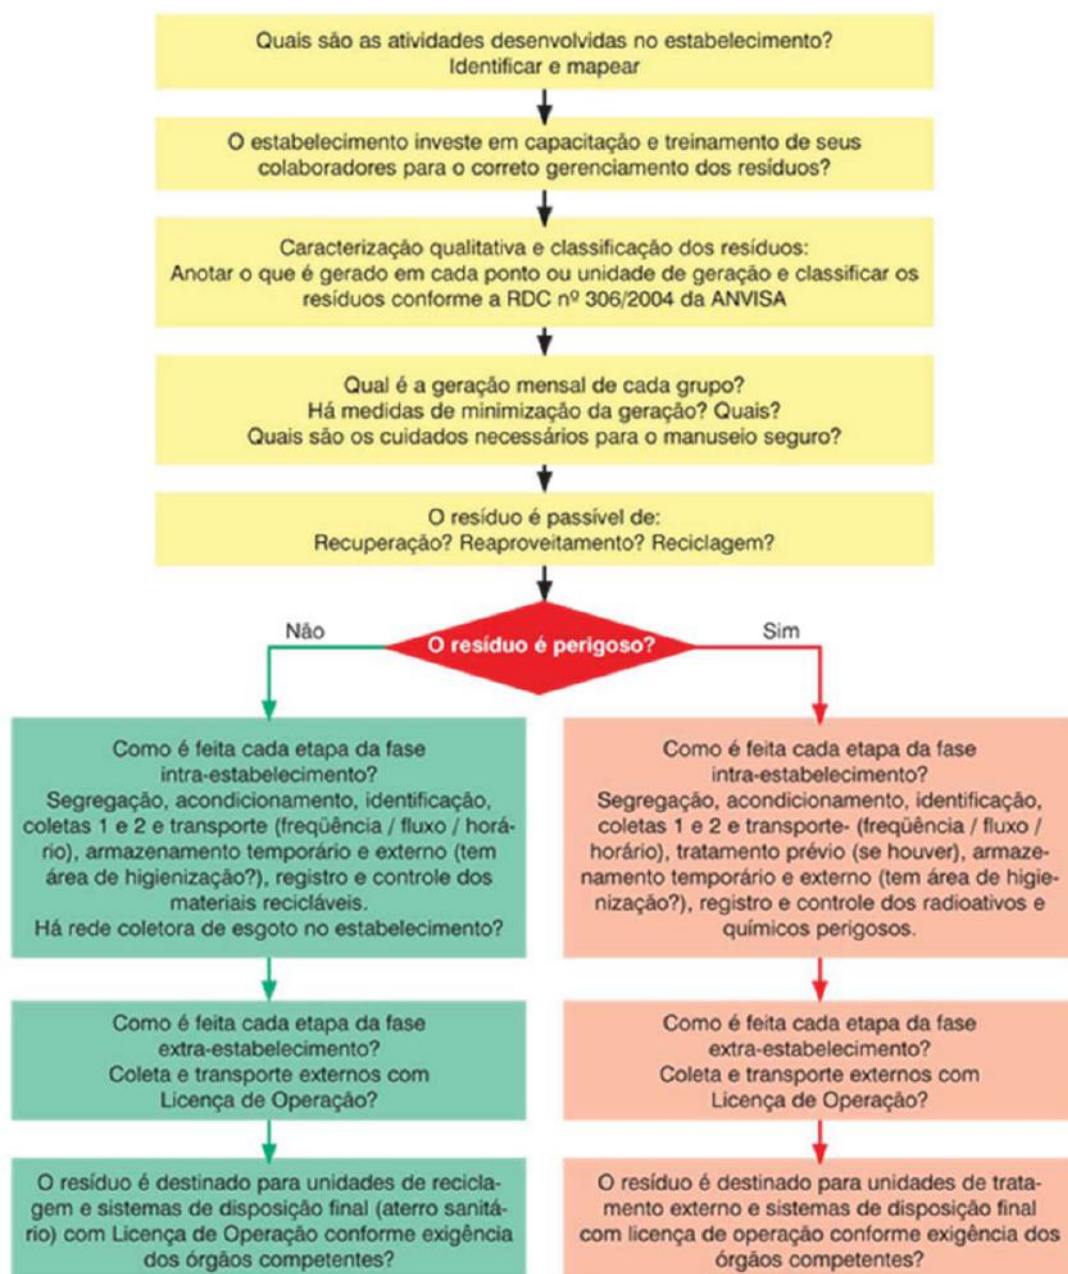 Quais são as atividades desenvolvidas no estabelecimento?
Identificar e mapear
O estabelecimento investe em capacitação e treinamento de seus
colaboradores para o correto gerenciamento dos resíduos?
Caracterização qualitativa e classificação dos resíduos:
Anotar o que é gerado em cada ponto ou unidade de geração e classificar os
resíduos conforme a RDC nº 306/2004 da ANVISA
Qual é a geração mensal de cada grupo?
Há medidas de minimização da geração? Quais?
Quais são os cuidados necessários para o manuseio seguro?
O resíduo é passível de:
Recuperação? Reaproveitamento? Reciclagem?
O resíduo é perigoso?
Não
Sim
Como é feita cada etapa da fase
intra-estabelecimento?
Segregação, acondicionamento, identificação,
coletas 1 e 2 e transporte (freqüência / fluxo / horá-
rio), armazenamento temporário e externo (tem
área de higienização?), registro e controle dos
materiais recicláveis.
Há rede coletora de esgoto no estabelecimento?
Como é feita cada etapa da fase
extra-estabelecimento?
Coleta e transporte externos com
Licença de Operação?
O resíduo é destinado para unidades de recicla-
gem e sistemas de disposição final (aterro sanitá-
rio) com Licença de Operação conforme exigência
dos órgãos competentes?
Como é feita cada etapa da fase
intra-estabelecimento?
Segregação, acondicionamento, identificação,
coletas 1 e 2 e transporte- (freqüência / fluxo /
horário), tratamento prévio (se houver), armaze-
namento temporário e externo (tem área de higie-
nização?), registro e controle dos radioativos e
químicos perigosos.
Como é feita cada etapa da fase
extra-estabelecimento?
Coleta e transporte externos com
Licença de Operação?
O resíduo é destinado para unidades de trata-
mento externo e sistemas de disposição final
com licença de operação conforme exigência dos
órgãos competentes?